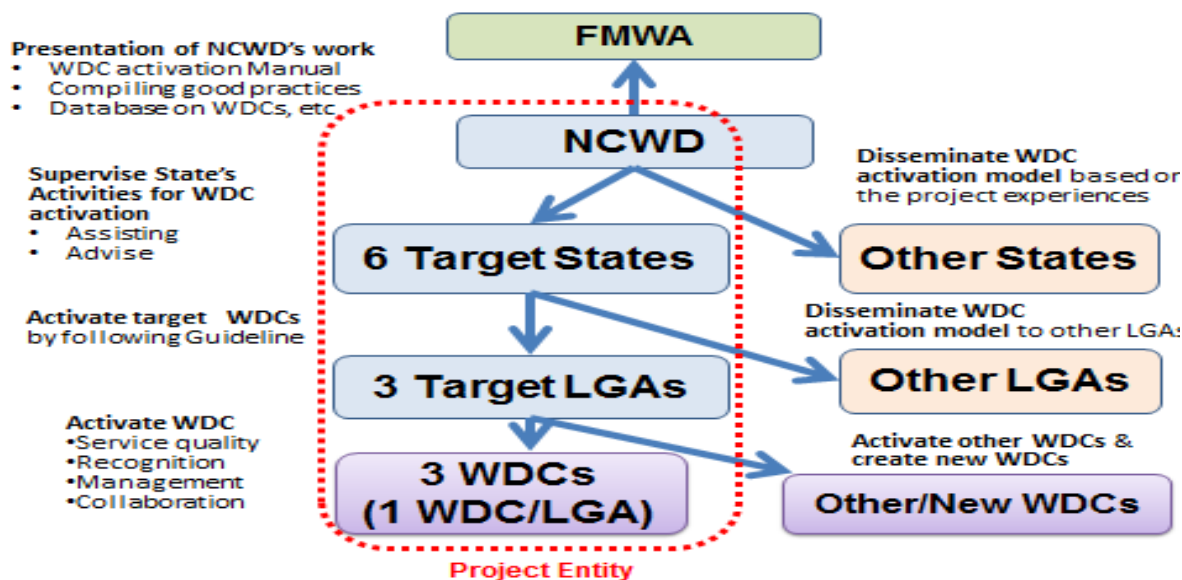 FMWA
Presentation of NCWD's work
• WDC activation Manual
• Compiling good practices
• Database on WDCs, etc
NCWD
Supervise State's
Activities for WDC
activation
• Assisting
• Advise
Disseminate WDC
activation model based on
the project experiences
6 Target States
Other States
Activate target WDCs
by following Guideline
Disseminate WDC
activation model to other LGAs
3 Target LGAs
Other LGAs
Activate WDC
•Service quality
•Recognition
•Management
•Collaboration
Activate other WDCs &
create new WDCs
3 WDCs
(1 WDC/LGA)
Other/New WDCs
Project Entity